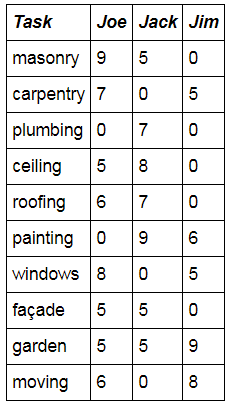 Task Joe Jack Jim
masonry 9 5 0
carpentry 7 0 5
plumbing 0 7 0
ceiling 5 8 0
roofing 6 7 0
painting 0 9 6
windows 8 0 5
façade 5 5 0
garden 5 5 9
moving 6 0 8